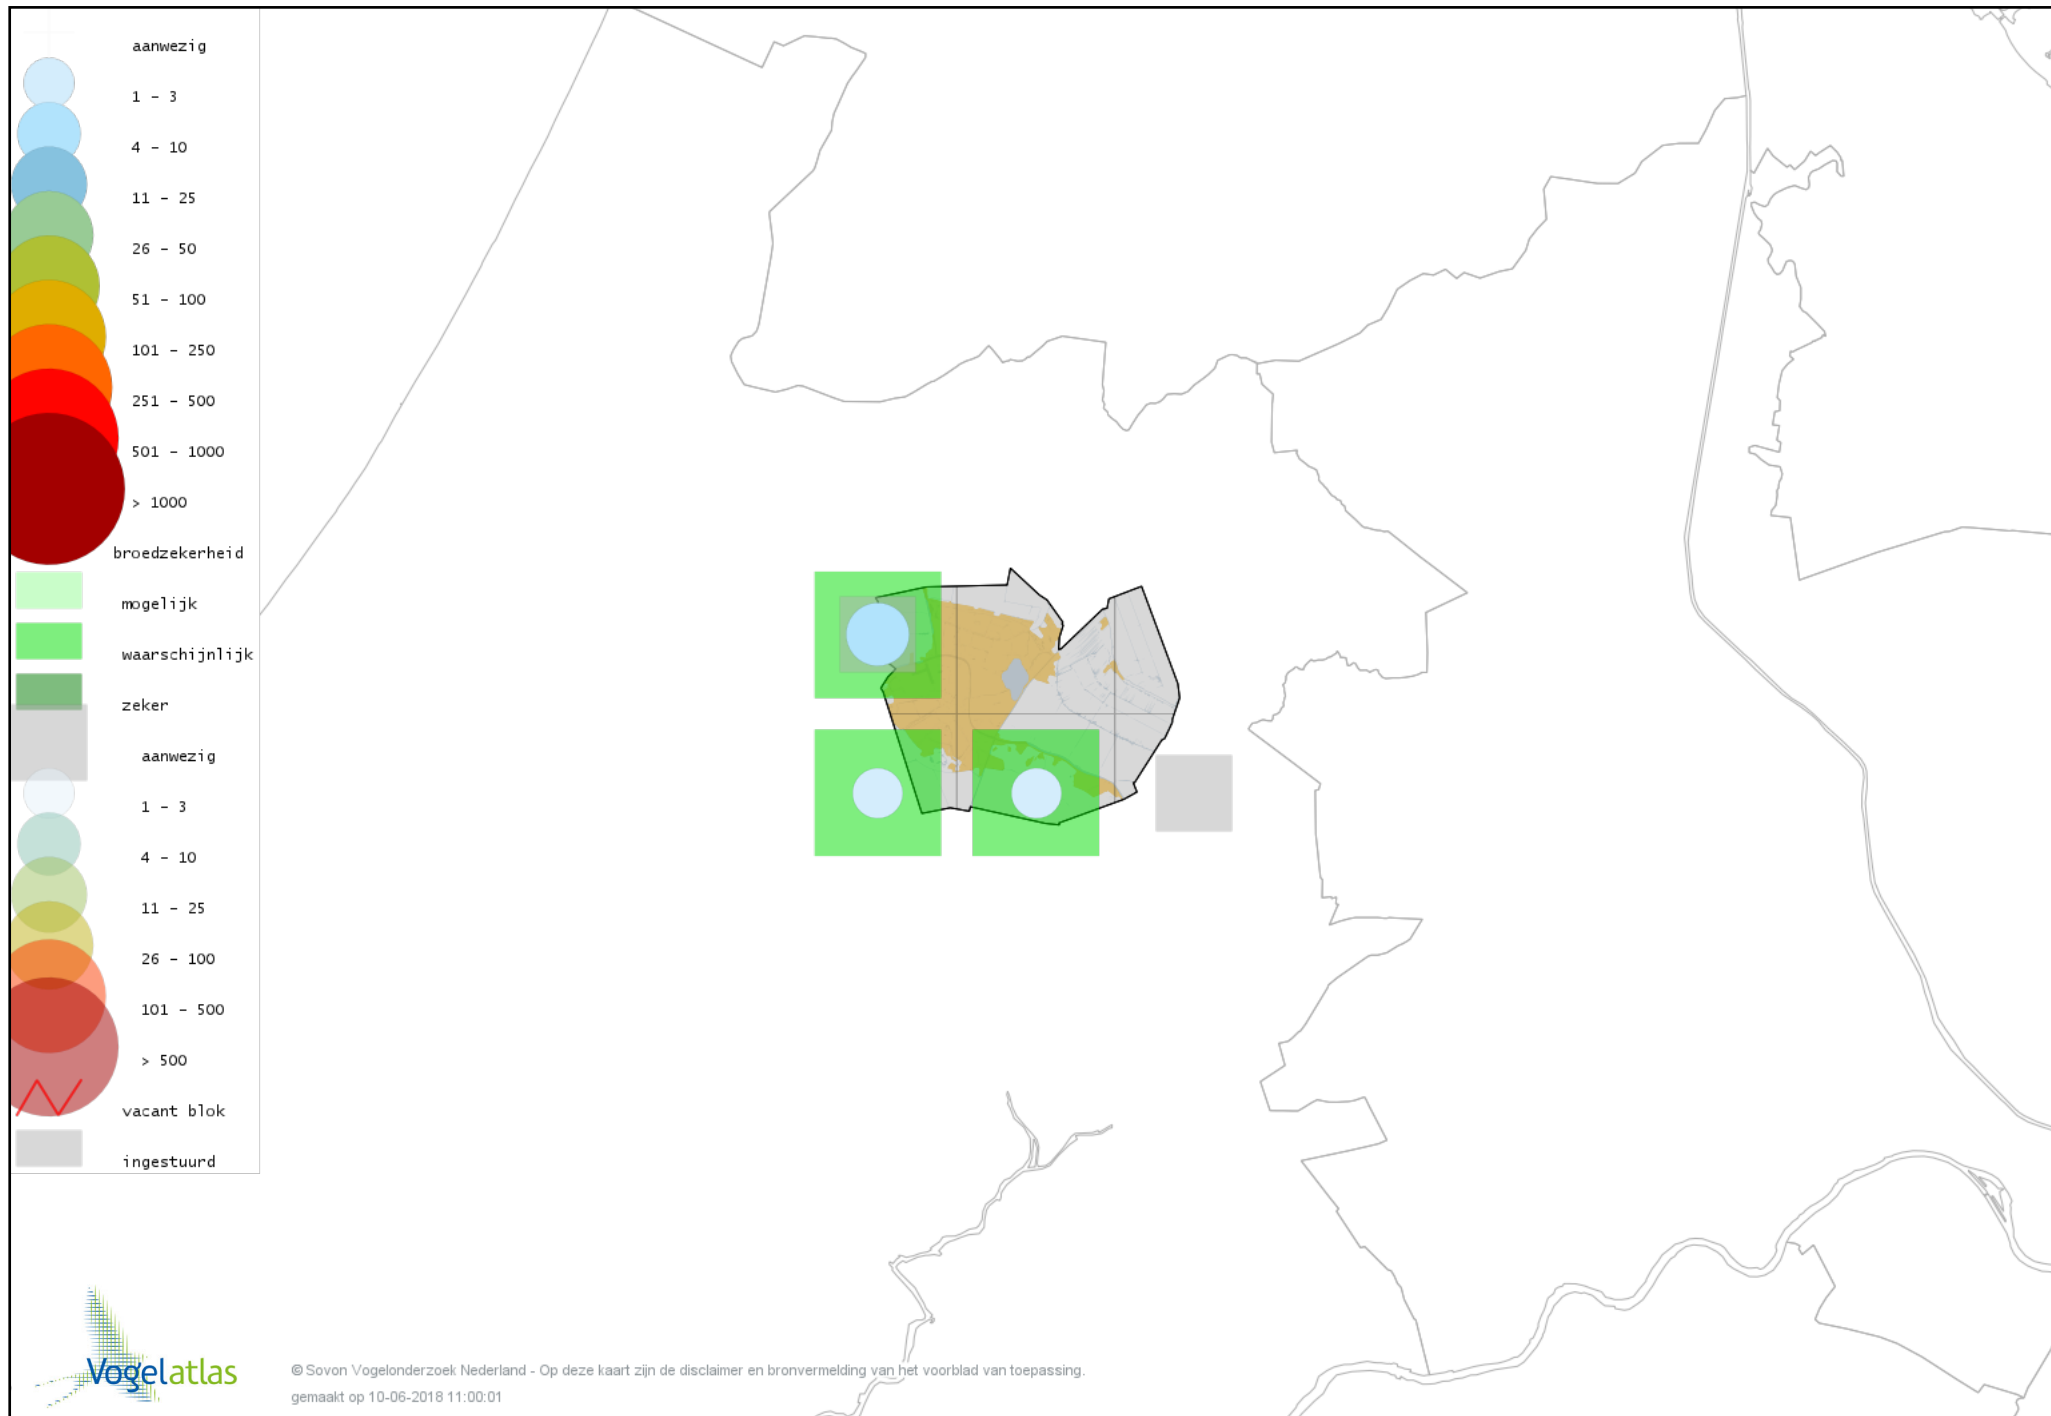 aanwezig
1 - 3
4 - 10
11 - 25
26 - 50
51 - 100
101 - 250
251 - 500
501 - 1000
> 1000
broedzekerheid
mogelijk
waarschijnlijk
zeker
aanwezig
1 - 3
4 - 10
11 - 25
26 - 100
101 - 500
> 500
vacant blok
ingestuurd
Vogelatlas
© Sovon Vogelonderzoek Nederland - Op deze kaart zijn de disclaimer en bronvermelding van het voorblad van toepassing.
gemaakt op 10-06-2018 11:00:01